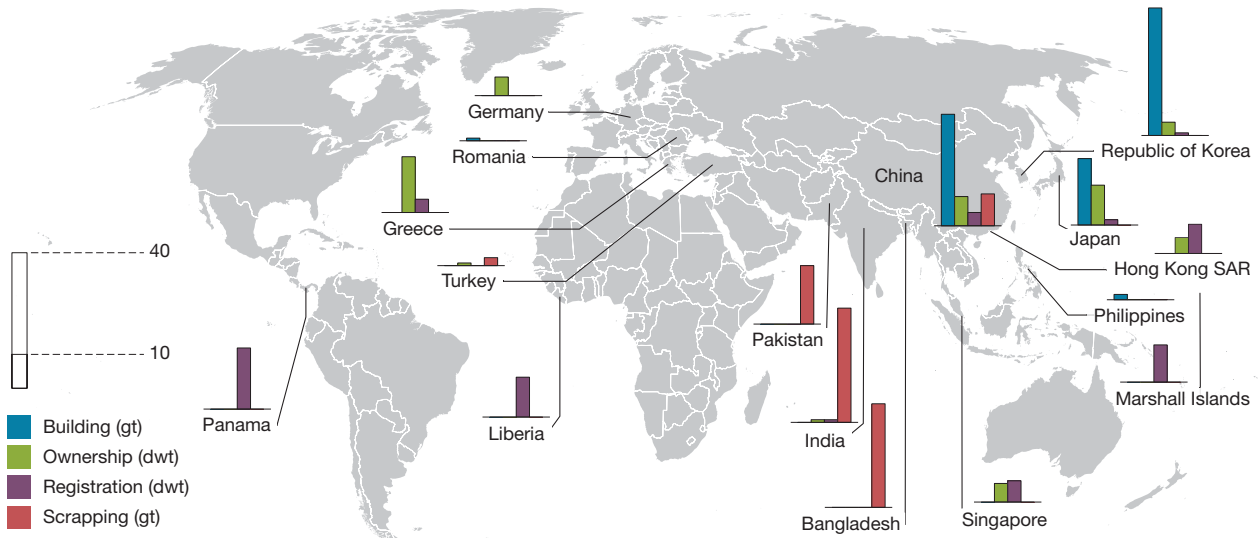 Germany
Romania
Greece
Turkey
China
Republic of Korea
Japan
Hong Kong SAR
Philippines
Marshall Islands
Pakistan
India
Bangladesh
Singapore
Liberia
Panama
40
10
Building (gt)
Ownership (dwt)
Registration (dwt)
Scrapping (gt)